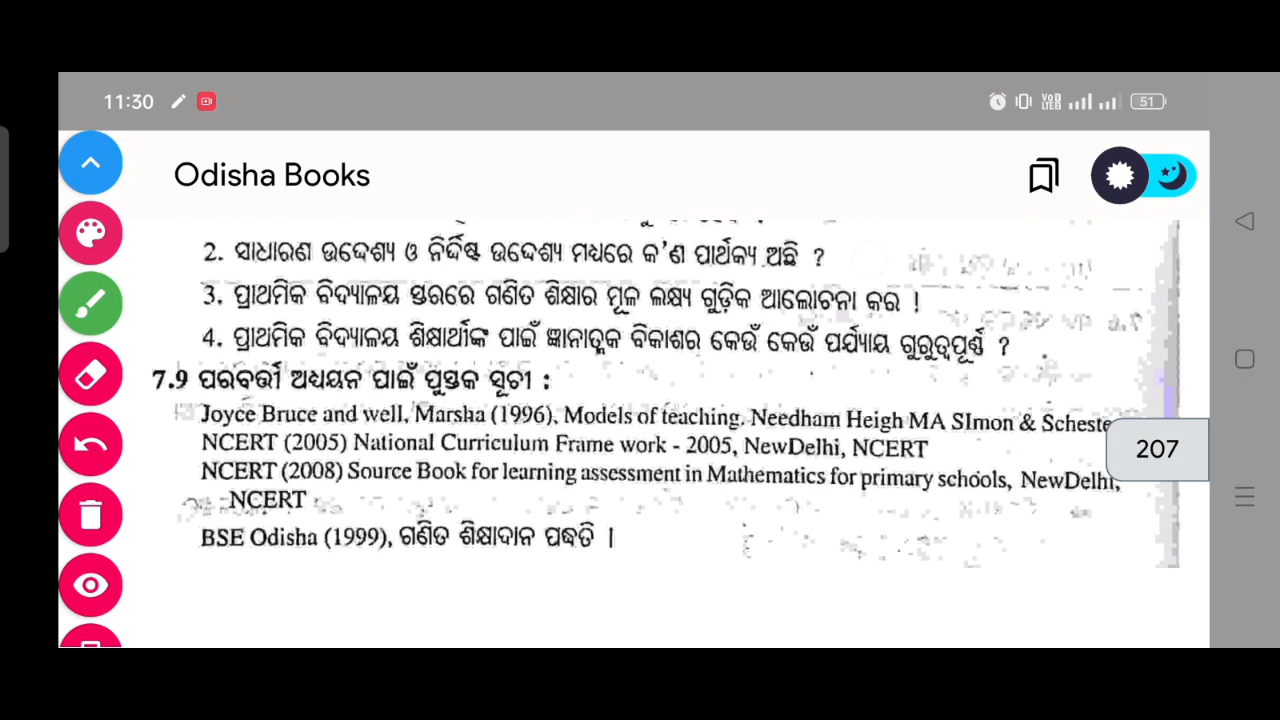 11:30
VoD LTE2
51
Odisha Books
2. ସାଧାରଣ ଉଦ୍ଦେଶ୍ୟ ଓ ନିର୍ଦ୍ଦିଷ୍ଟ ଉଦ୍ଦେଶ୍ୟ ମଧ୍ୟରେ କ'ଣ ପାର୍ଥକ୍ୟ ଅଛି ?
3. ପ୍ରାଥମିକ ବିଦ୍ୟାଳୟ ସ୍ତରରେ ଗଣିତ ଶିକ୍ଷାର ମୂଳ ଲକ୍ଷ୍ୟ ଗୁଡ଼ିକ ଆଲୋଚନା କର !
4. ପ୍ରାଥମିକ ବିଦ୍ୟାଳୟ ଶିକ୍ଷାର୍ଥୀଙ୍କ ପାଇଁ ଜ୍ଞାନାତ୍ମକ ବିକାଶର କେଉଁ କେଉଁ ପର୍ଯ୍ୟାୟ ଗୁରୁତ୍ୱପୂର୍ଣ୍ଣ ?
7.9 ପରବର୍ତ୍ତୀ ଅଧ୍ୟୟନ ପାଇଁ ପୁସ୍ତକ ସୂଚୀ :
Joyce Bruce and well, Marsha (1996), Models of teaching. Needham Heigh MA SImon & Scheste
NCERT (2005) National Curriculum Frame work - 2005, NewDelhi, NCERT
207
NCERT (2008) Source Book for learning assessment in Mathematics for primary schools, NewDelhi,
NCERT
BSE Odisha (1999), ଗଣିତ ଶିକ୍ଷାଦାନ ପଦ୍ଧତି ।